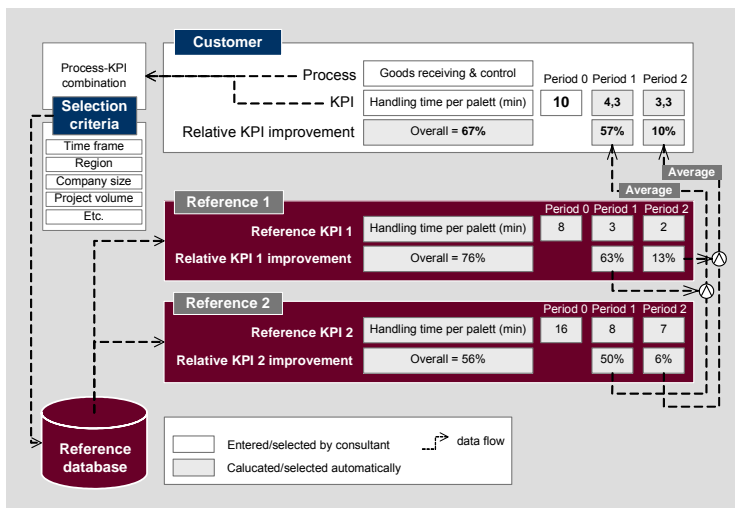 Customer
Process-KPI
combination
Process
Goods receiving & control
Period 0 Period 1 Period 2
KPI
Handling time per palett (min)
10
4,3
3,3
Relative KPI improvement
Overall = 67%
57%
10%
Selection
criteria
Time frame
Region
Company size
Project volume
Etc.
Average
Average
Reference 1
Period 0 Period 1 Period 2
Reference KPI 1
Handling time per palett (min)
8
3
2
Relative KPI 1 improvement
Overall = 76%
63%
13%
Reference 2
Period 0 Period 1 Period 2
Reference KPI 2
Handling time per palett (min)
16
8
7
Relative KPI 2 improvement
Overall = 56%
50%
6%
Reference
database
Entered/selected by consultant
data flow
Calucated/selected automatically